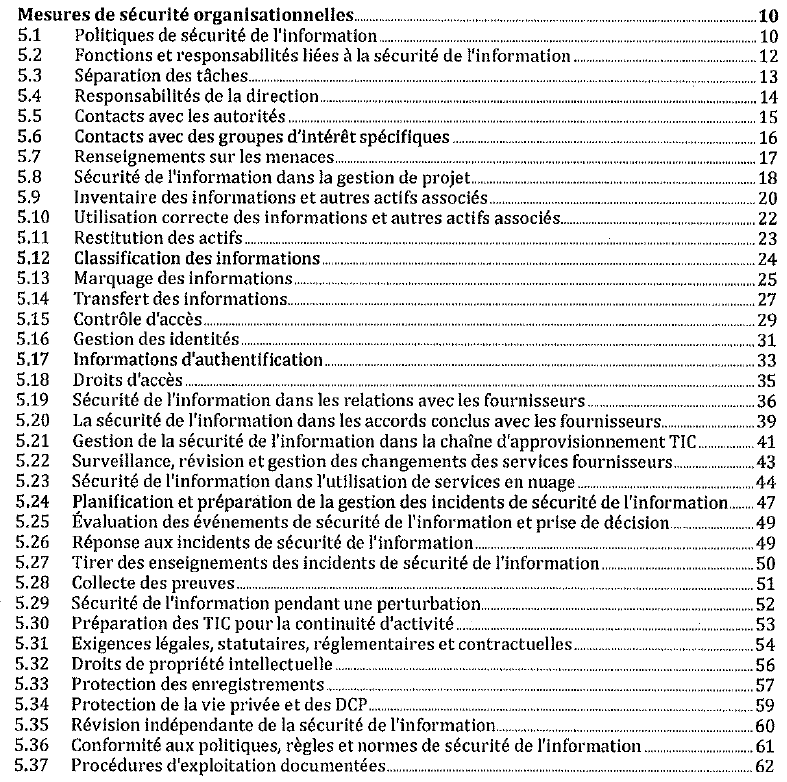 Mesures de sécurité organisationnelles 10
5.1 Politiques de sécurité de l'information 10
5.2 Fonctions et responsabilités liées à la sécurité de l'information 12
5.3 Séparation des tâches 13
5.4 Responsabilités de la direction 14
5.5 Contacts avec les autorités 15
5.6 Contacts avec des groupes d'intérêt spécifiques 16
5.7 Renseignements sur les menaces 17
5.8 Sécurité de l'information dans la gestion de projet 18
5.9 Inventaire des informations et autres actifs associés 20
5.10 Utilisation correcte des informations et autres actifs associés 22
5.11 Restitution des actifs 23
5.12 Classification des informations 24
5.13 Marquage des informations 25
5.14 Transfert des informations 27
5.15 Contrôle d'accès 29
5.16 Gestion des identités 31
5.17 Informations d'authentification 33
5.18 Droits d'accès 35
5.19 Sécurité de l'information dans les relations avec les fournisseurs 36
5.20 La sécurité de l'information dans les accords conclus avec les fournisseurs 39
5.21 Gestion de la sécurité de l'information dans la chaîne d'approvisionnement TIC 41
5.22 Surveillance, révision et gestion des changements des services fournisseurs 43
5.23 Sécurité de l'information dans l'utilisation de services en nuage 44
5.24 Planification et préparation de la gestion des incidents de sécurité de l'information 47
5.25 Évaluation des événements de sécurité de l'information et prise de décision 49
5.26 Réponse aux incidents de sécurité de l'information 49
5.27 Tirer des enseignements des incidents de sécurité de l'information 50
5.28 Collecte des preuves 51
5.29 Sécurité de l'information pendant une perturbation 52
5.30 Préparation des TIC pour la continuité d'activité 53
5.31 Exigences légales, statutaires, réglementaires et contractuelles 54
5.32 Droits de propriété intellectuelle 56
5.33 Protection des enregistrements 57
5.34 Protection de la vie privée et des DCP 59
5.35 Révision indépendante de la sécurité de l'information 60
5.36 Conformité aux politiques, règles et normes de sécurité de l'information 61
5.37 Procédures d'exploitation documentées 62